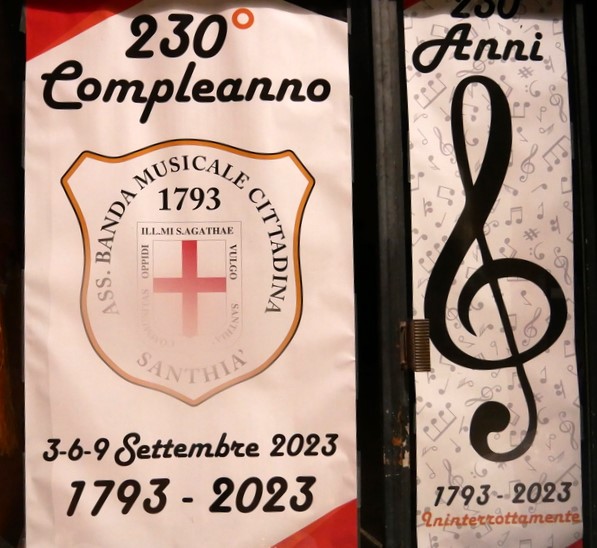 230°
Compleanno
ASS. BANDA MUSICALE CITTADINA
1793
ILL.MI S.AGATHAE
OPPIDI
VULGO
SANTHIA'
3-6-9 Settembre 2023
1793 - 2023
230
Anni
1793 - 2023
Ininterrottamente